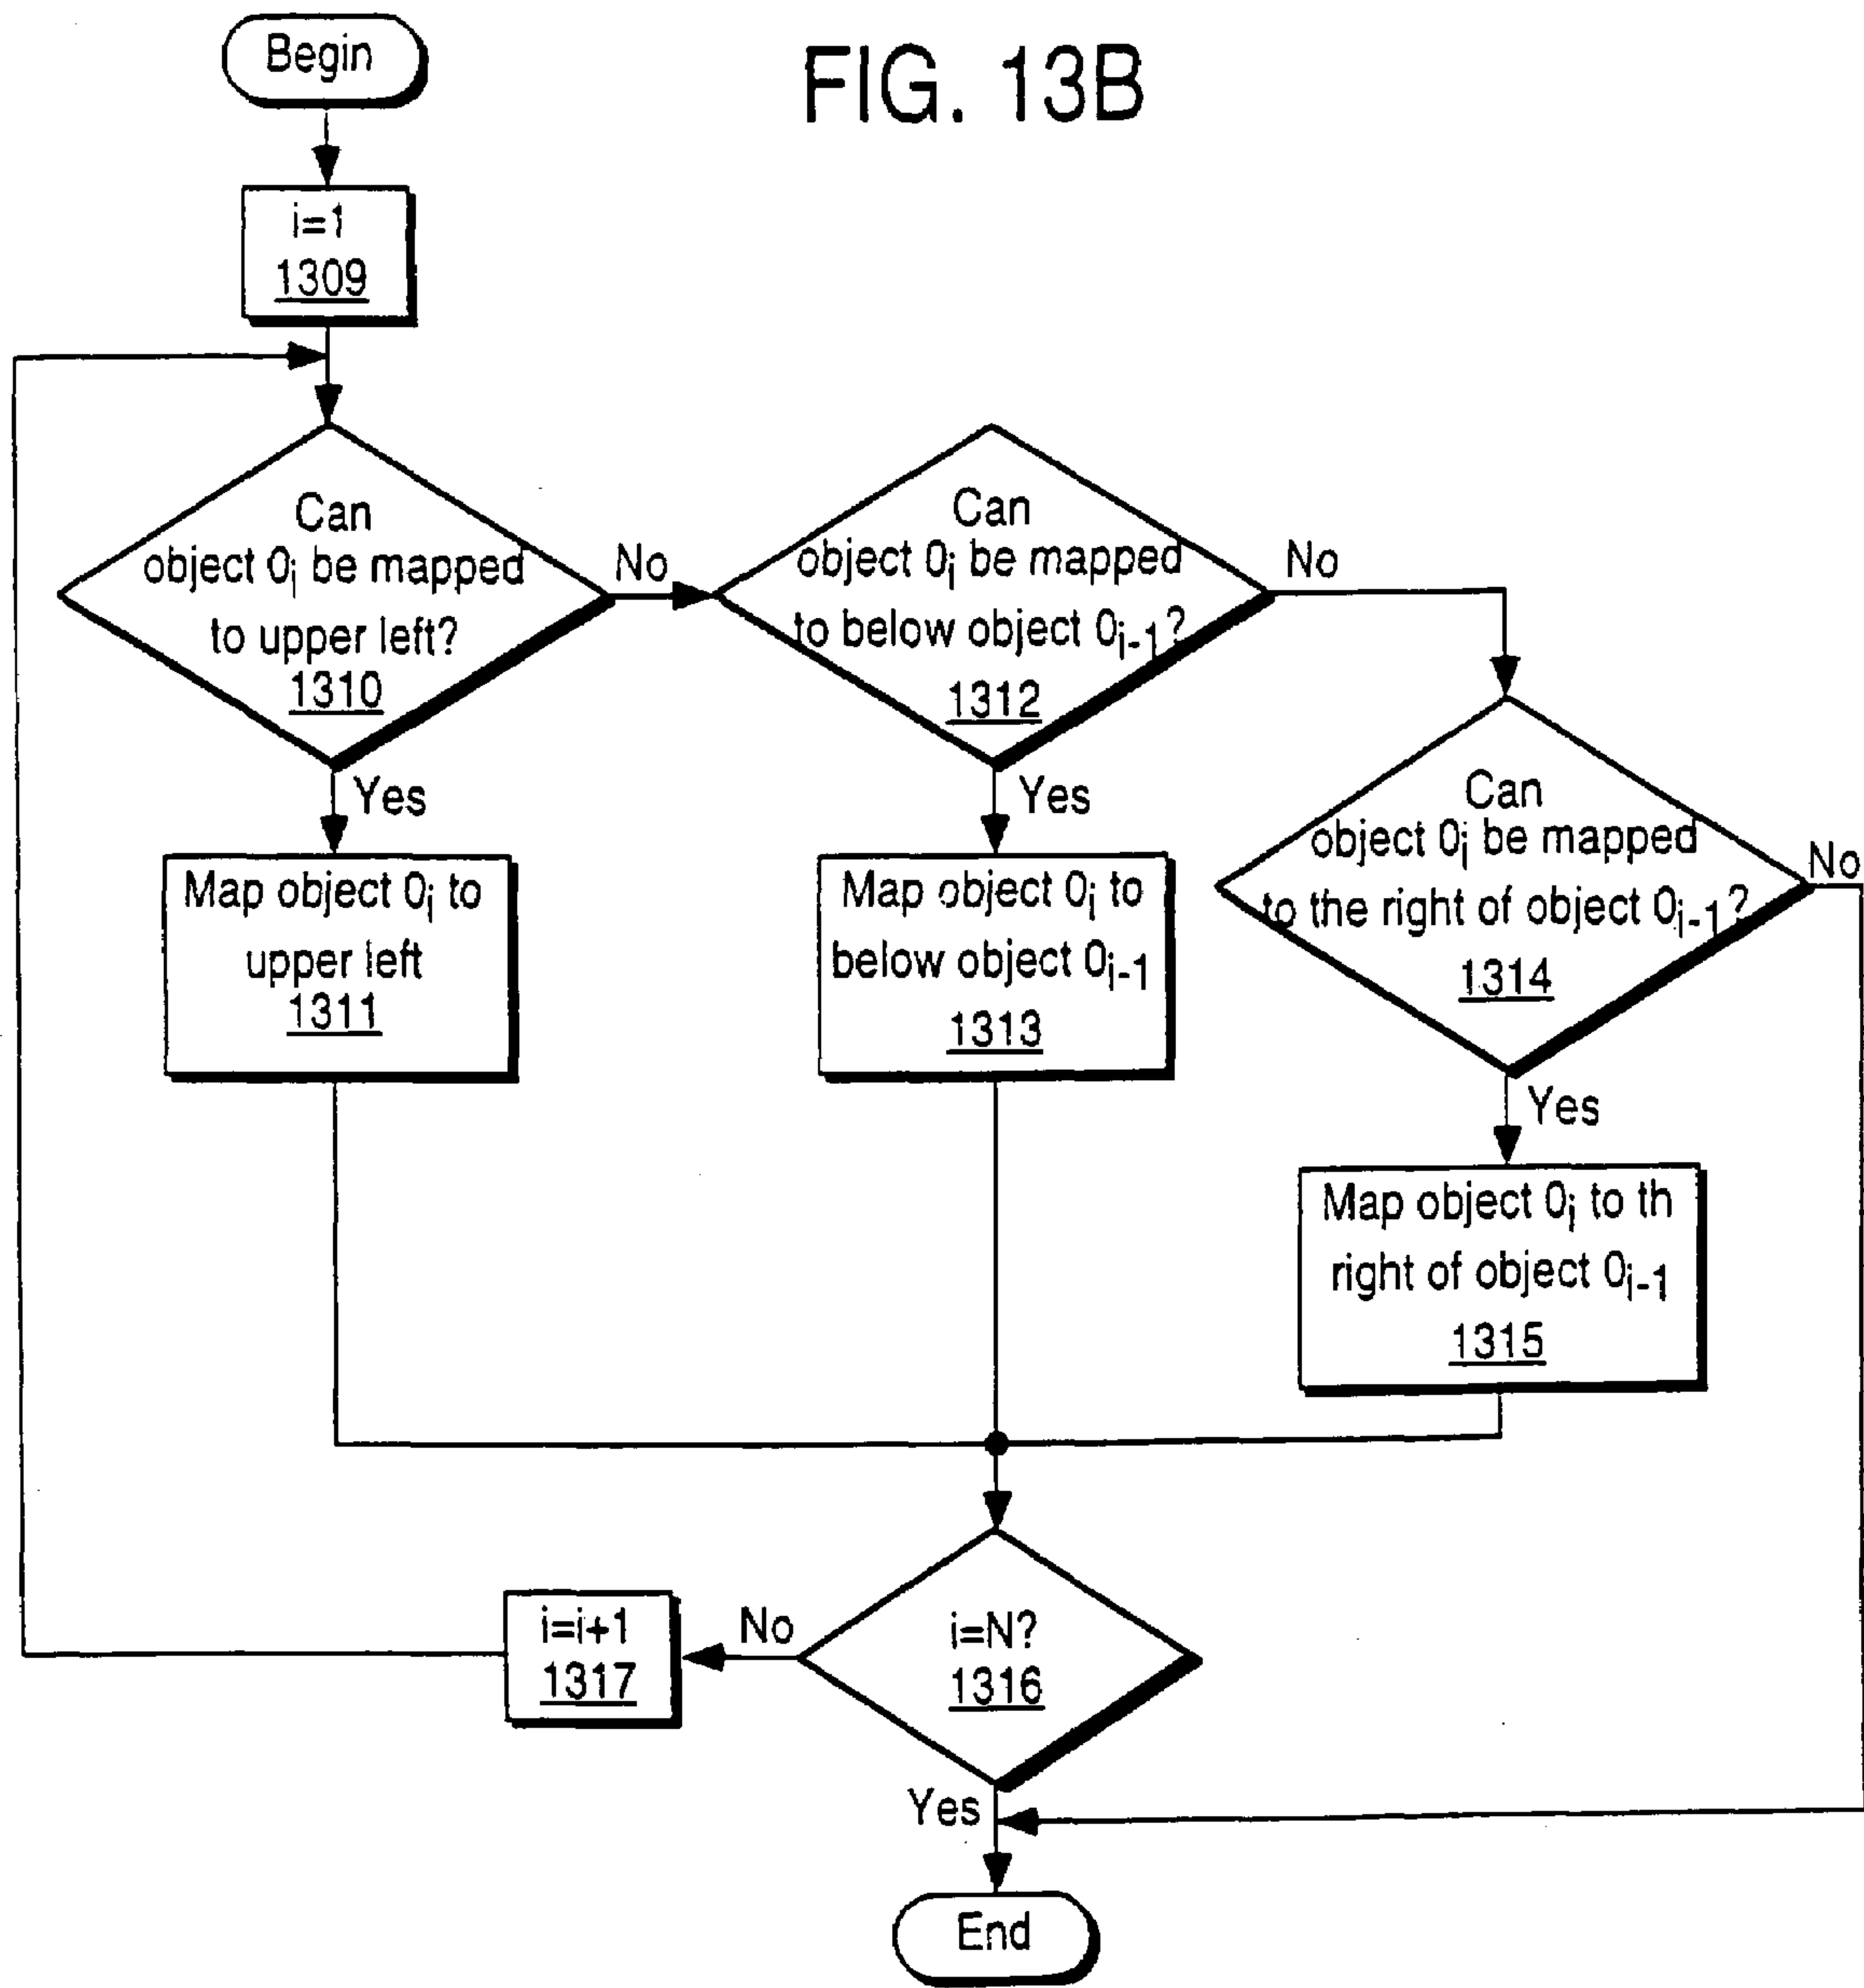 FIG. 13B
Begin
i=1
1309
Can
object 0i be mapped
to upper left?
1310
No
Yes
Can
object 0i be mapped
to below object 0i-1?
1312
No
Yes
Can
object 0i be mapped
to the right of object 0i-1?
1314
No
Yes
Map object 0i to
upper left
1311
Map object 0i to
below object 0i-1
1313
Map object 0i to th
right of object 0i-1
1315
i=N?
1316
No
i=i+1
1317
Yes
End